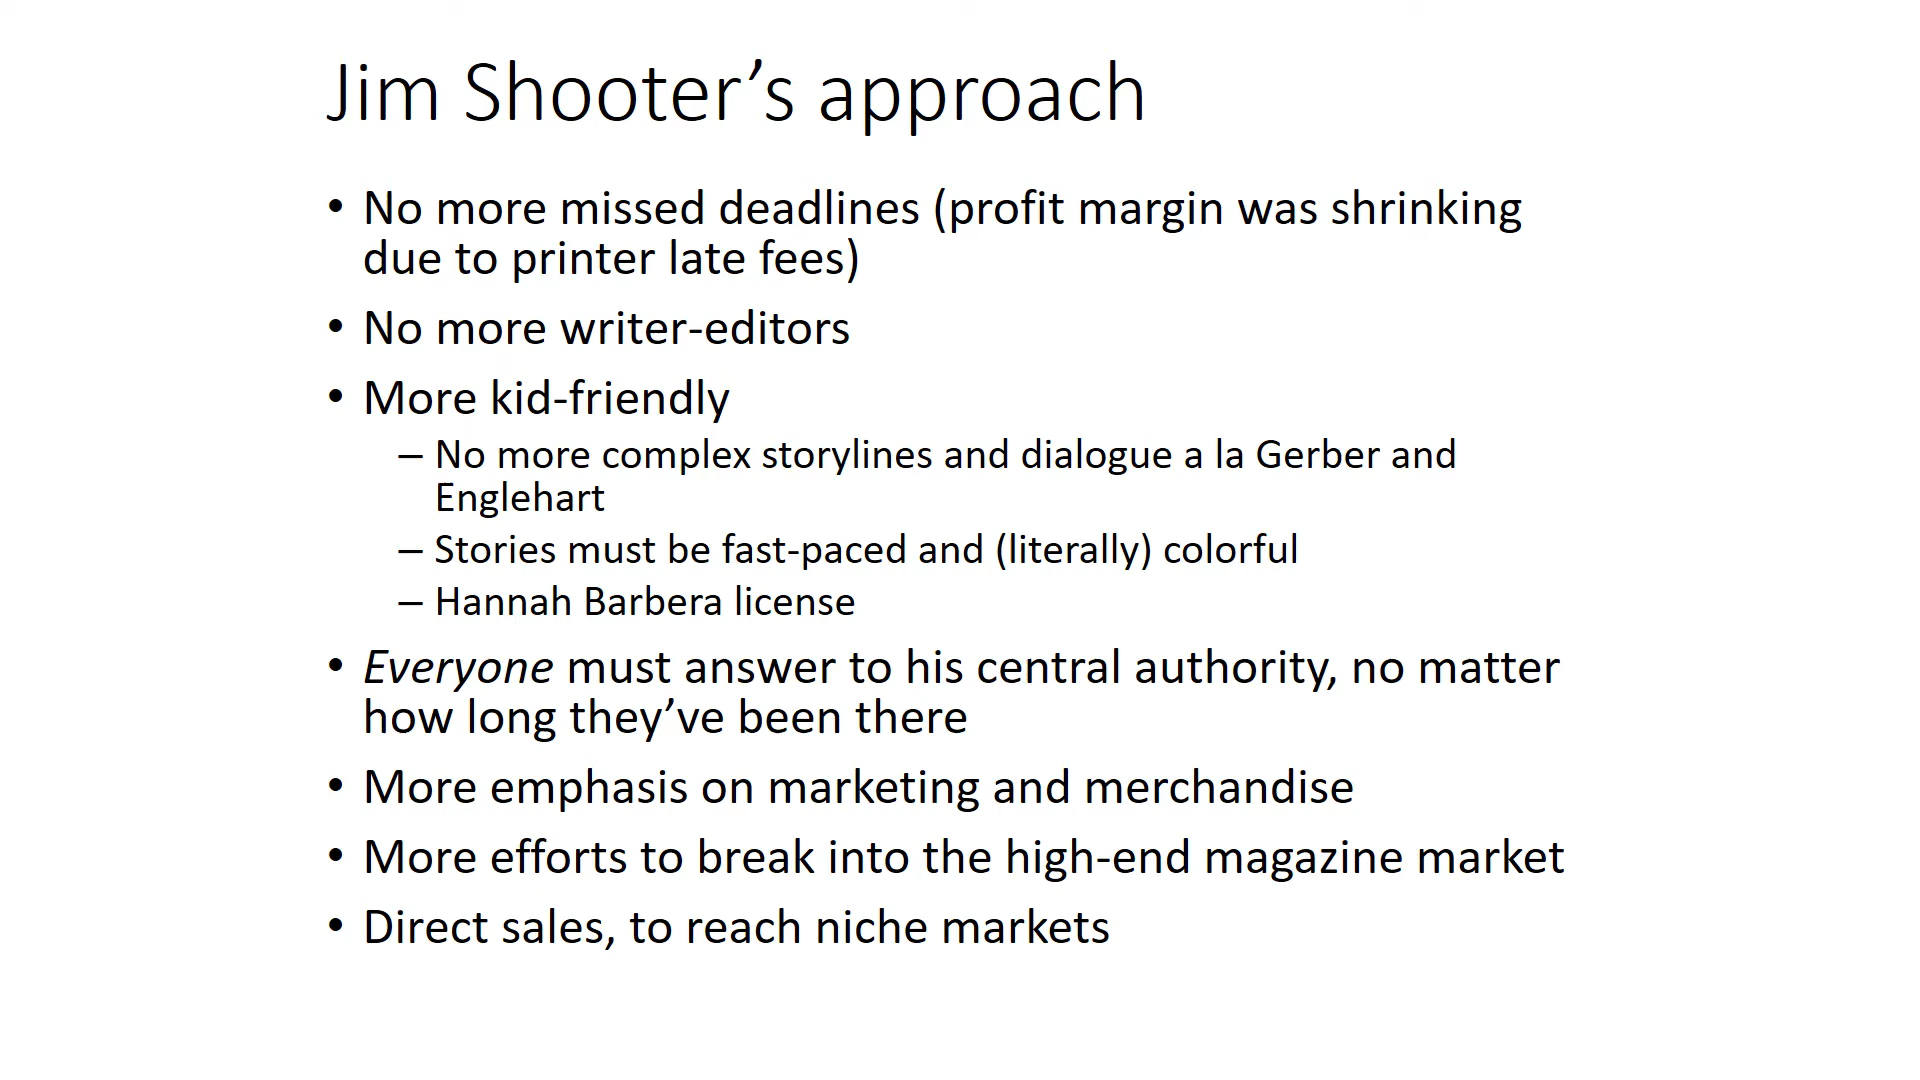 Jim Shooter’s approach
• No more missed deadlines (profit margin was shrinking
due to printer late fees)
• No more writer-editors
• More kid-friendly
– No more complex storylines and dialogue a la Gerber and
Englehart
– Stories must be fast-paced and (literally) colorful
– Hannah Barbera license
• Everyone must answer to his central authority, no matter
how long they’ve been there
• More emphasis on marketing and merchandise
• More efforts to break into the high-end magazine market
• Direct sales, to reach niche markets